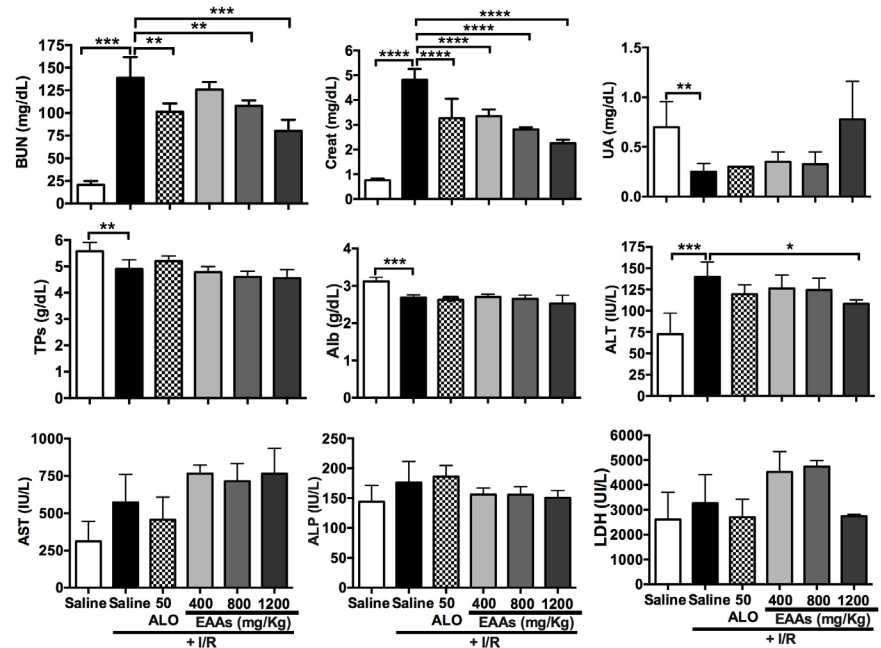 *** **** **
** ****
*** ** **** ****
BUN (mg/dL) 175 150 125 100 75 50 25 0
Creat (mg/dL) 6 5 4 3 2 1 0
UA (mg/dL) 1.5 1.0 0.5 0.0
** *** *** *
TPs (g/dL) 6 5 4 3 2 1 0
Alb (g/dL) 4 3 2 1 0
ALT (IU/L) 175 150 125 100 75 50 25 0
AST (IU/L) 1000 750 500 250 0
ALP (IU/L) 250 200 150 100 50 0
LDH (UI/L) 6000 5000 4000 3000 2000 1000 0
Saline Saline 50 400 800 1200 Saline Saline 50 400 800 1200 Saline Saline 50 400 800 1200
ALO EAAs (mg/Kg) ALO EAAs (mg/Kg) ALO EAAs (mg/Kg)
+ I/R + I/R + I/R